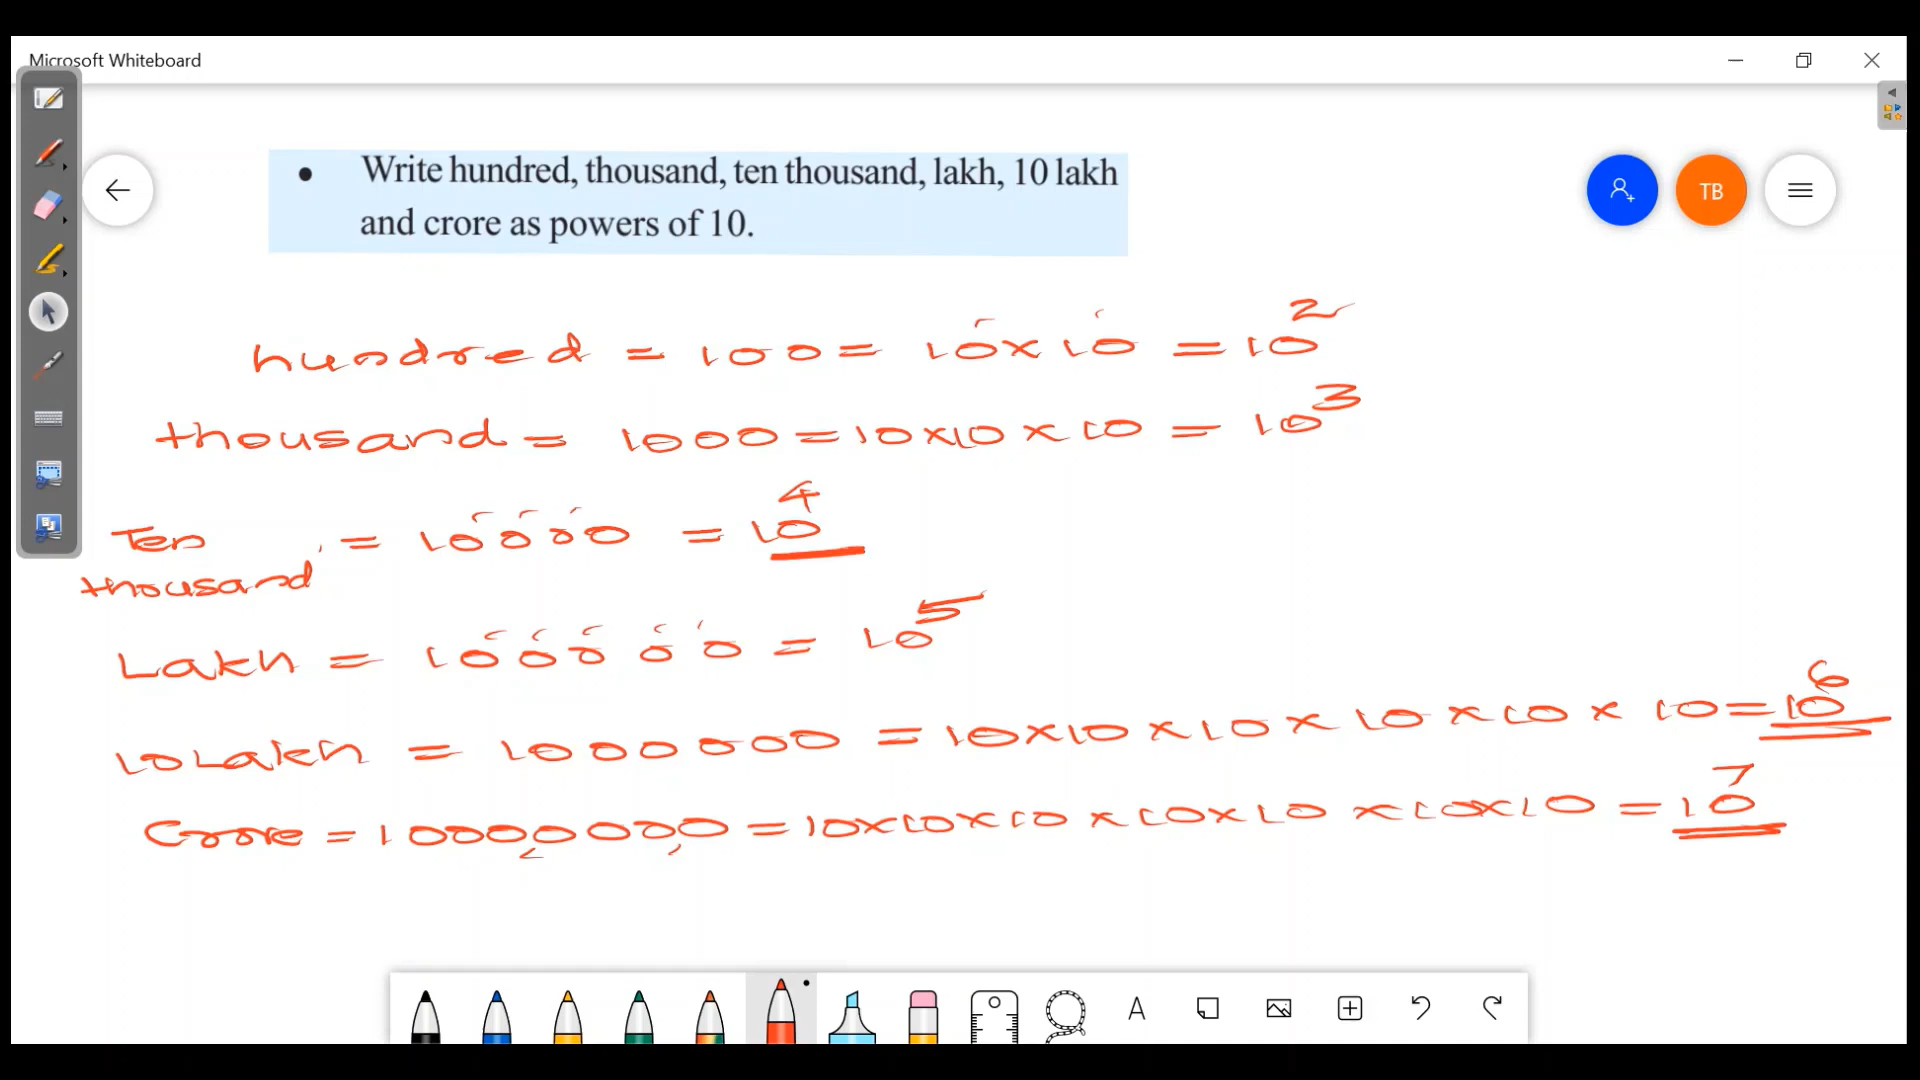 Microsoft Whiteboard
• Write hundred, thousand, ten thousand, lakh, 10 lakh
and crore as powers of 10.
TB
hundred = 100 = 10 × 10 = 10²
thousand = 1000 = 10 × 10 × 10 = 10³
Ten thousand = 10000 = 10⁴
Lakh = 100000 = 10⁵
10 Lakh = 1000000 = 10 × 10 × 10 × 10 × 10 × 10 = 10⁶
Crore = 10000000 = 10 × 10 × 10 × 10 × 10 × 10 × 10 = 10⁷
A